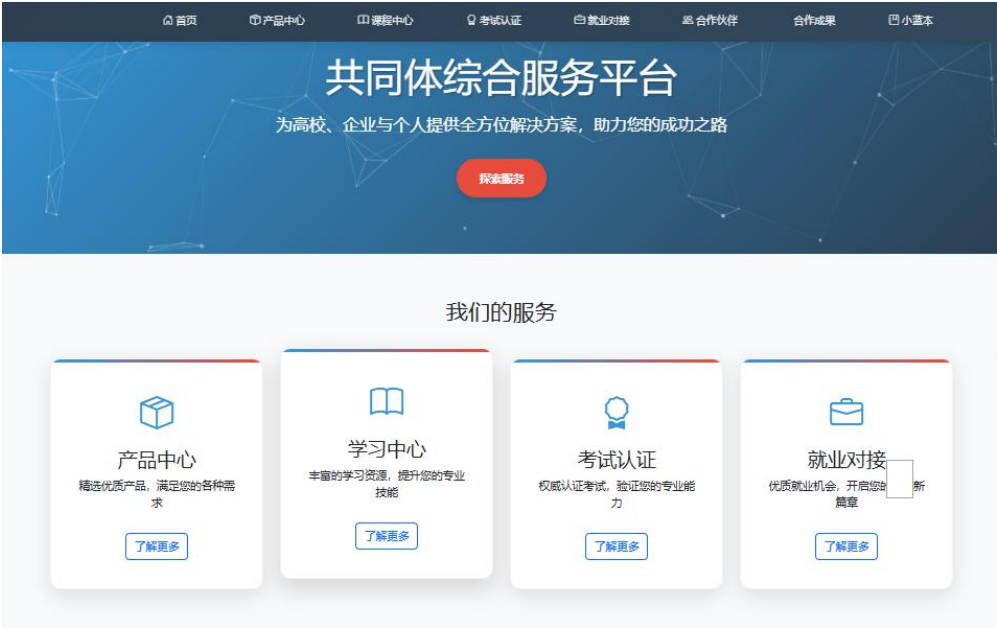 首页 产品中心 课程中心 考试认证 就业对接 合作伙伴 合作成果 小蓝本
共同体综合服务平台
为高校、企业与个人提供全方位解决方案，助力您的成功之路
探索服务
我们的服务
产品中心
精选优质产品，满足您的各种需
求
了解更多
学习中心
丰富的学习资源，提升您的专业
技能
了解更多
考试认证
权威认证考试，验证您的专业能
力
了解更多
就业对接
优质就业机会，开启您的 新
篇章
了解更多